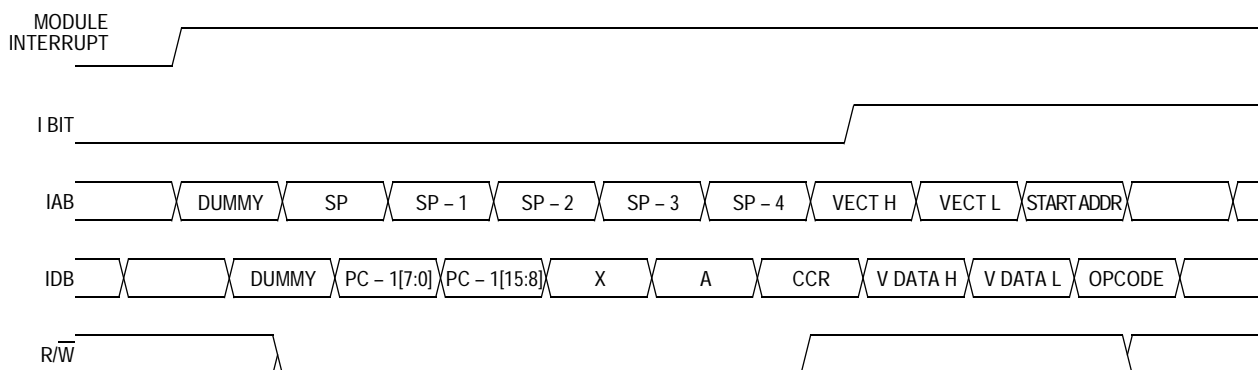 MODULE
INTERRUPT
I BIT
IAB DUMMY SP SP – 1 SP – 2 SP – 3 SP – 4 VECT H VECT L START ADDR
IDB DUMMY PC – 1[7:0] PC – 1[15:8] X A CCR V DATA H V DATA L OPCODE
R/W̅